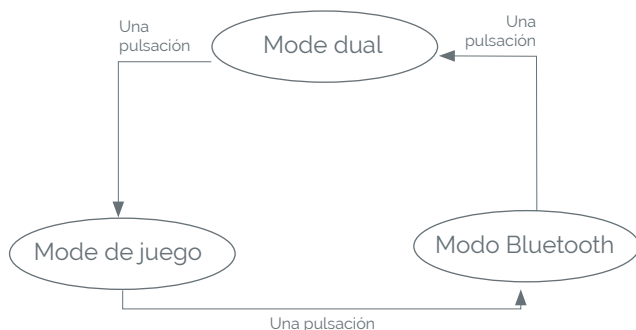 Una
pulsación
Mode dual
Una
pulsación
Mode de juego
Modo Bluetooth
Una pulsación